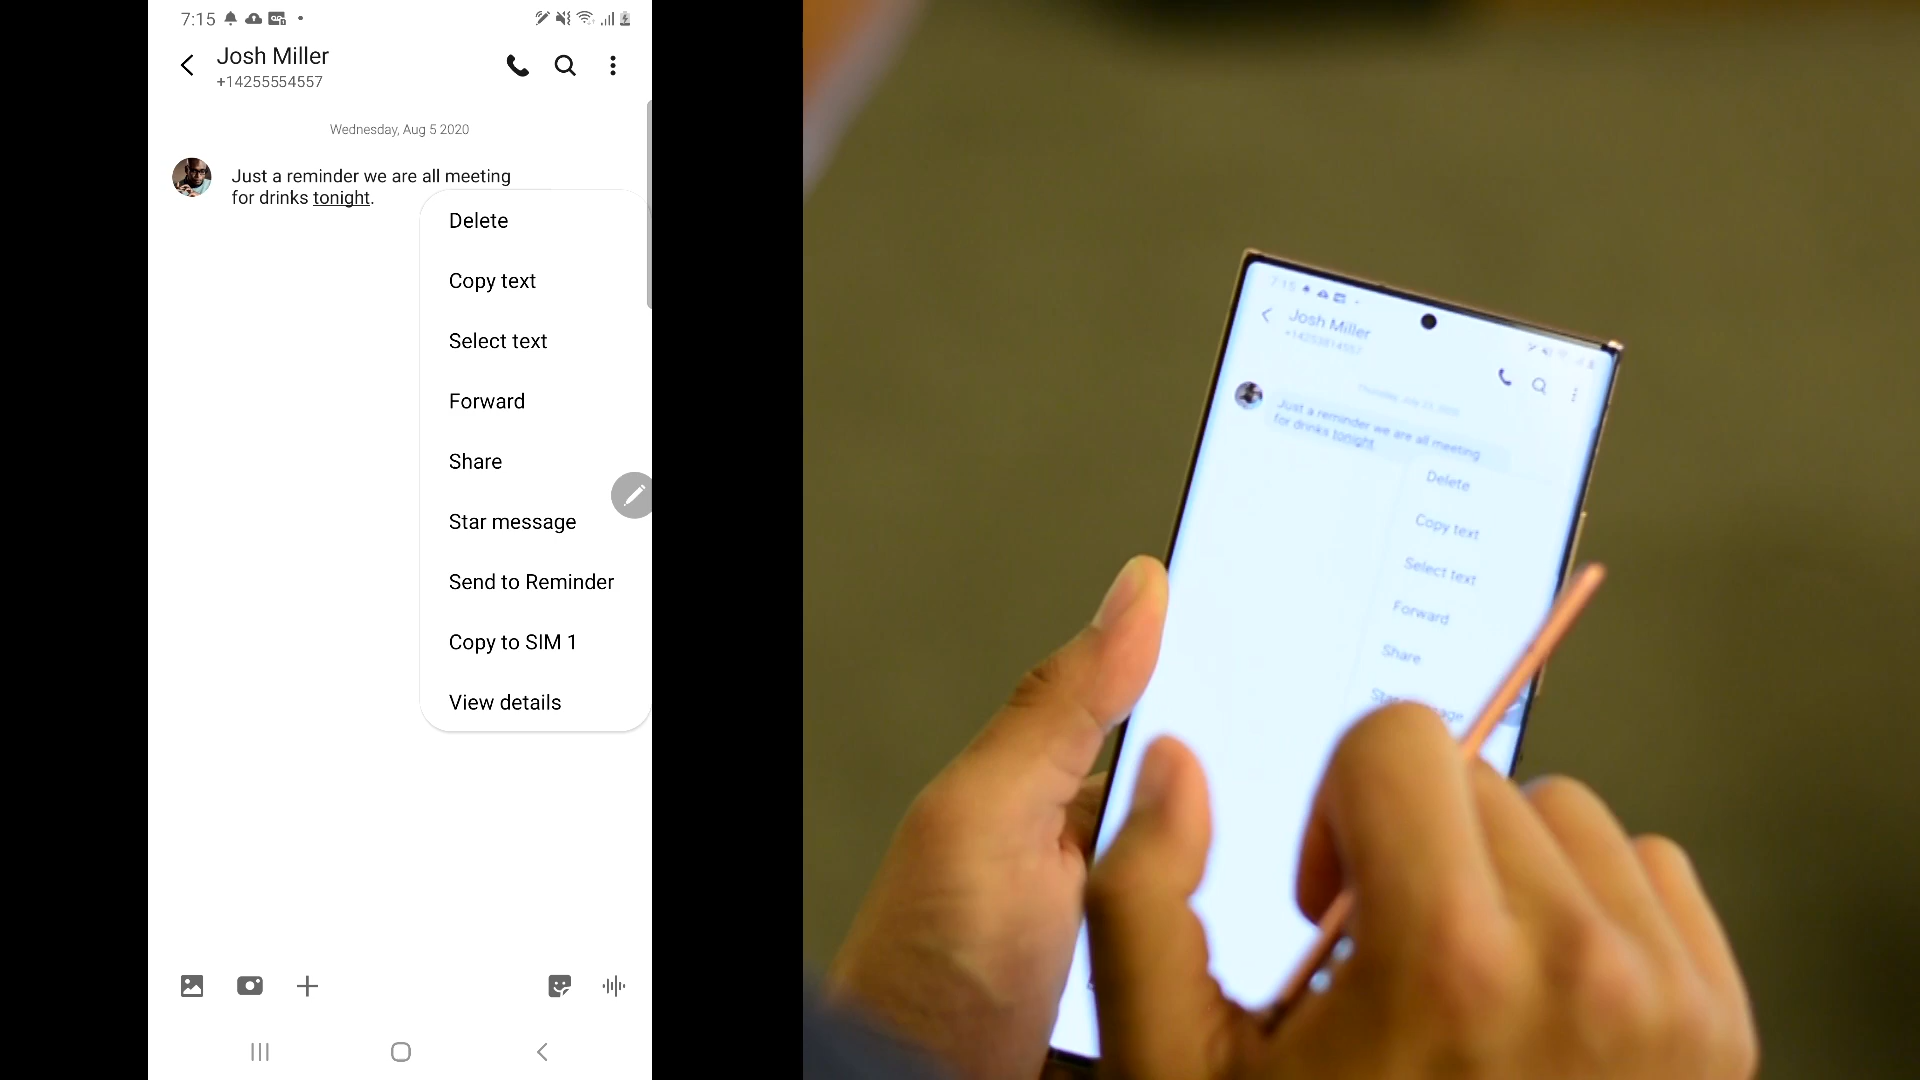 7:15
Josh Miller
+14255554557
Wednesday, Aug 5 2020
Just a reminder we are all meeting
for drinks tonight.
Delete
Copy text
Select text
Forward
Share
Star message
Send to Reminder
Copy to SIM 1
View details
7:15
Josh Miller
Just a reminder we are all meeting
for drinks tonight.
Delete
Copy text
Select text
Forward
Share